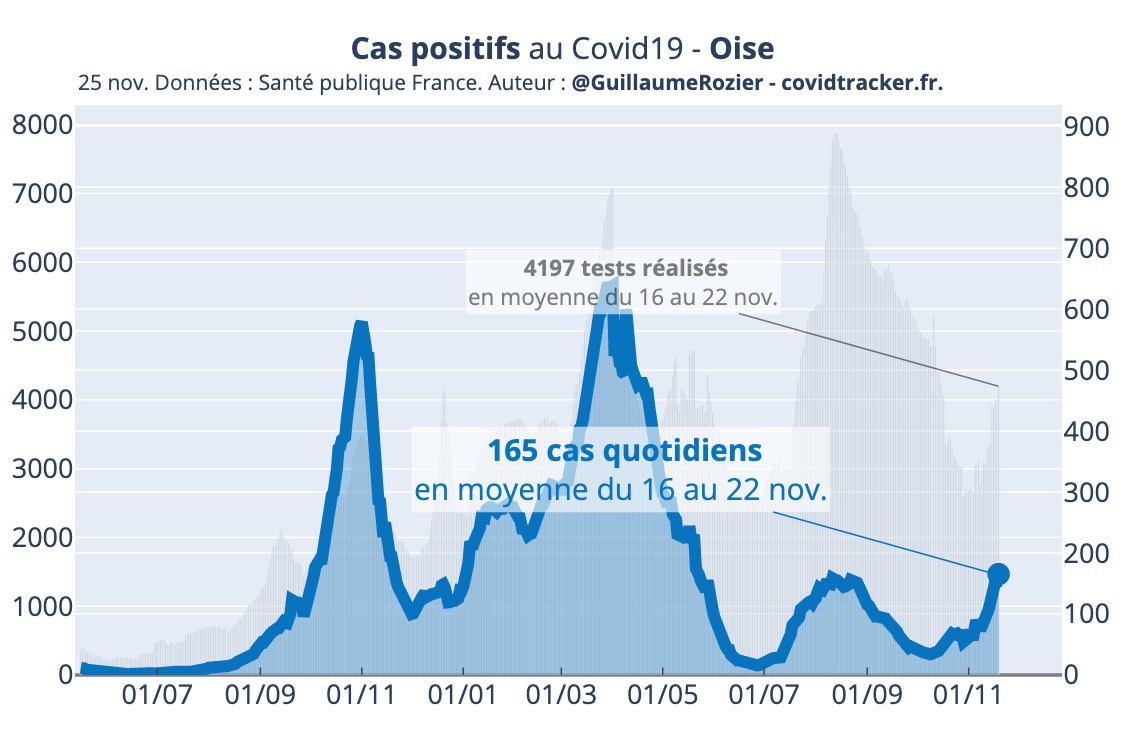 Cas positifs au Covid19 - Oise
25 nov. Données : Santé publique France. Auteur : @GuillaumeRozier - covidtracker.fr.
8000
7000
6000
5000
4000
3000
2000
1000
0
900
800
700
600
500
400
300
200
100
0
4197 tests réalisés
en moyenne du 16 au 22 nov.
165 cas quotidiens
en moyenne du 16 au 22 nov.
01/07 01/09 01/11 01/01 01/03 01/05 01/07 01/09 01/11